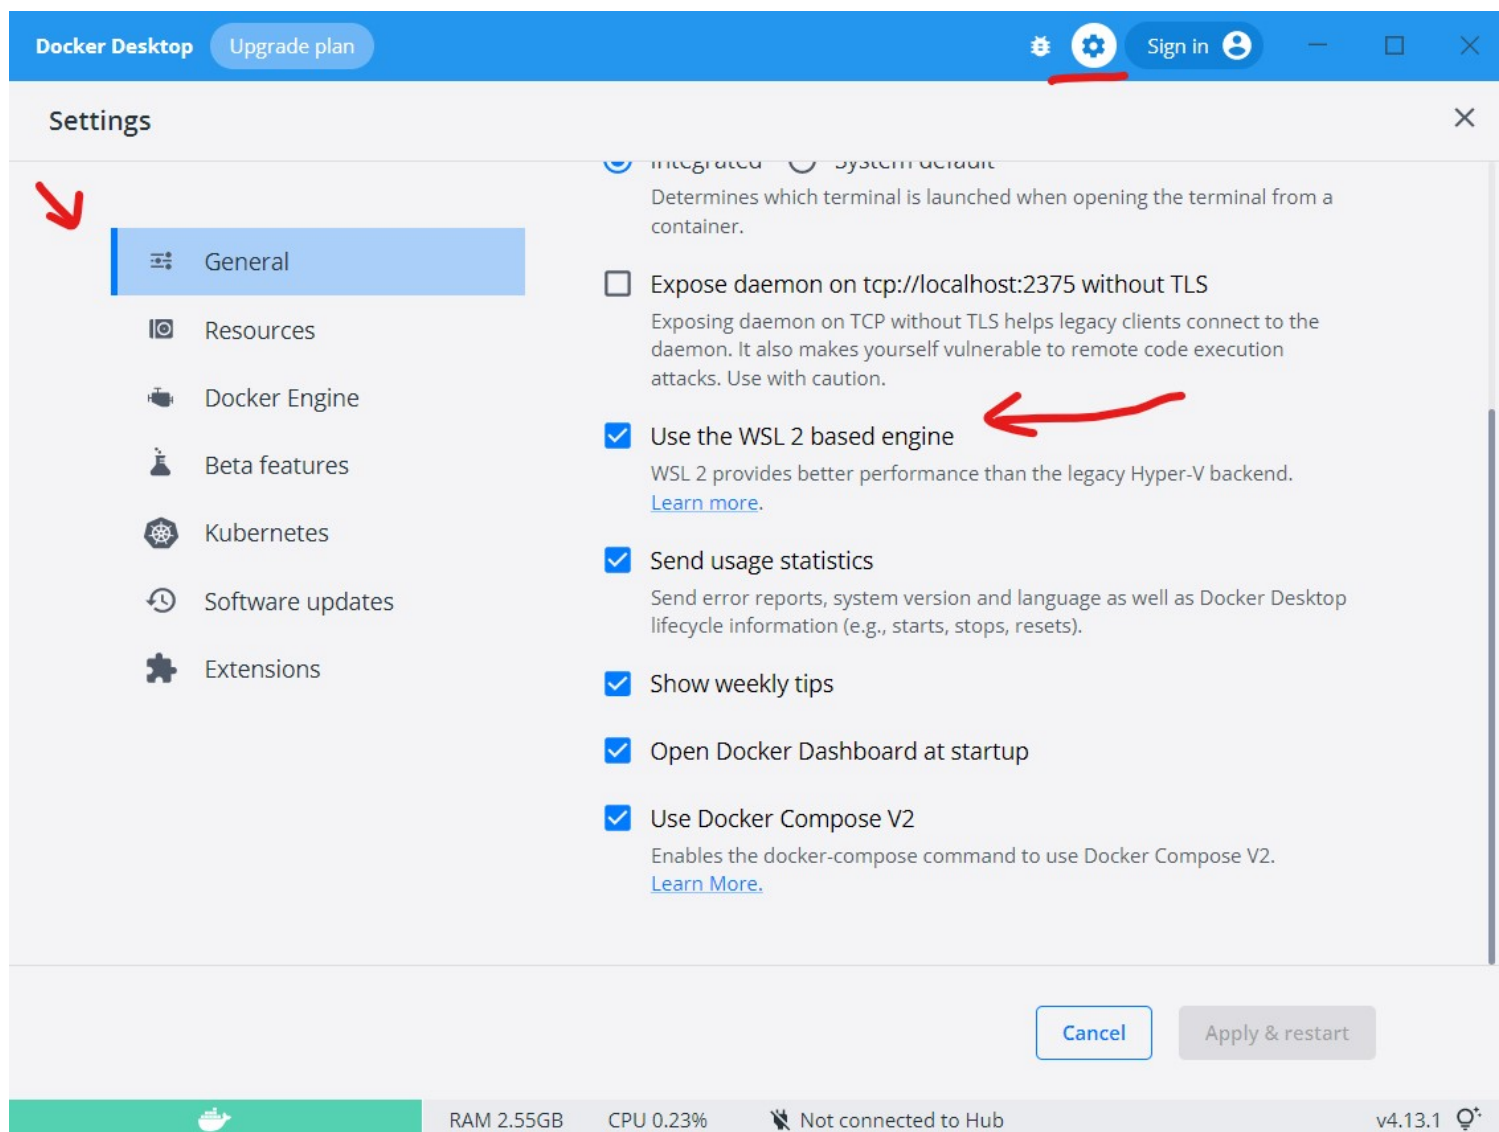 Docker Desktop Upgrade plan Sign in
Settings
Integrated System default
Determines which terminal is launched when opening the terminal from a
container.
General
Resources
Docker Engine
Beta features
Kubernetes
Software updates
Extensions
Expose daemon on tcp://localhost:2375 without TLS
Exposing daemon on TCP without TLS helps legacy clients connect to the
daemon. It also makes yourself vulnerable to remote code execution
attacks. Use with caution.
Use the WSL 2 based engine
WSL 2 provides better performance than the legacy Hyper-V backend.
Learn more.
Send usage statistics
Send error reports, system version and language as well as Docker Desktop
lifecycle information (e.g., starts, stops, resets).
Show weekly tips
Open Docker Dashboard at startup
Use Docker Compose V2
Enables the docker-compose command to use Docker Compose V2.
Learn More.
Cancel Apply & restart
RAM 2.55GB CPU 0.23% Not connected to Hub v4.13.1